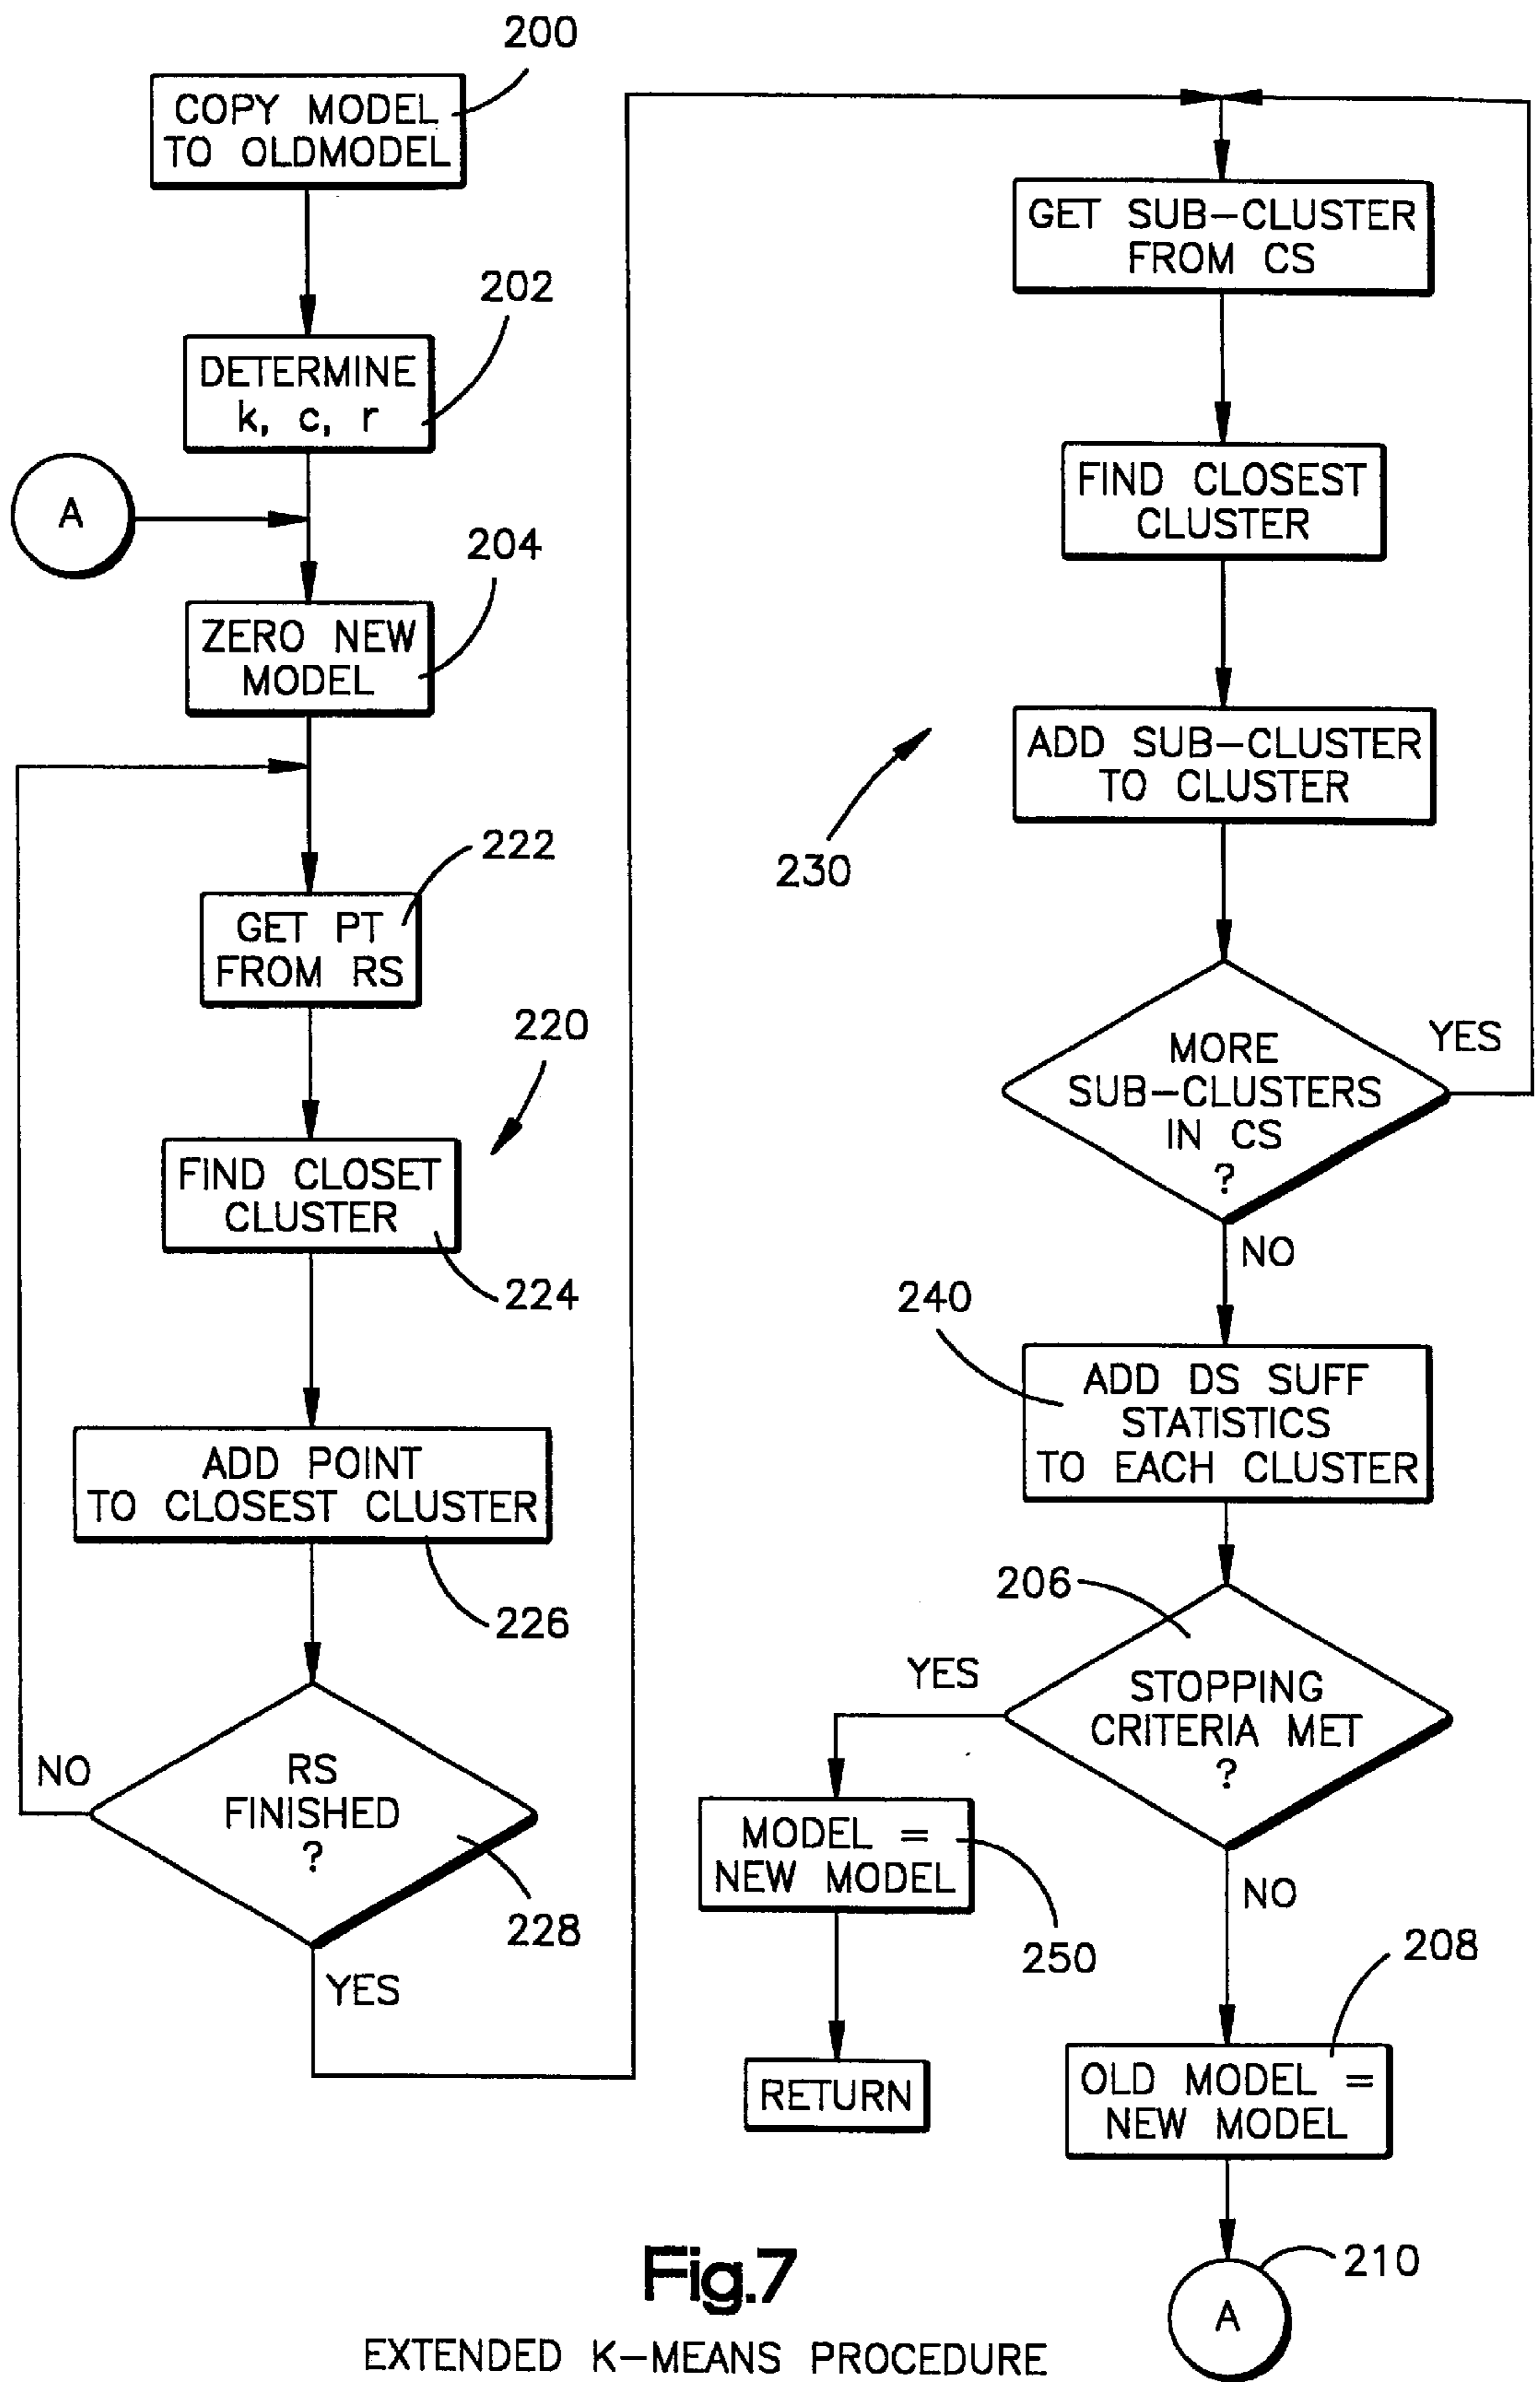 200
COPY MODEL
TO OLDMODEL
202
DETERMINE
k, c, r
A
204
ZERO NEW
MODEL
222
GET PT
FROM RS
220
FIND CLOSET
CLUSTER
224
ADD POINT
TO CLOSEST CLUSTER
226
RS
FINISHED
?
NO
228
YES
GET SUB-CLUSTER
FROM CS
FIND CLOSEST
CLUSTER
ADD SUB-CLUSTER
TO CLUSTER
230
MORE
SUB-CLUSTERS
IN CS
?
YES
NO
240
ADD DS SUFF
STATISTICS
TO EACH CLUSTER
206
STOPPING
CRITERIA MET
?
YES
MODEL =
NEW MODEL
250
RETURN
NO
208
OLD MODEL =
NEW MODEL
210
A
Fig.7
EXTENDED K-MEANS PROCEDURE